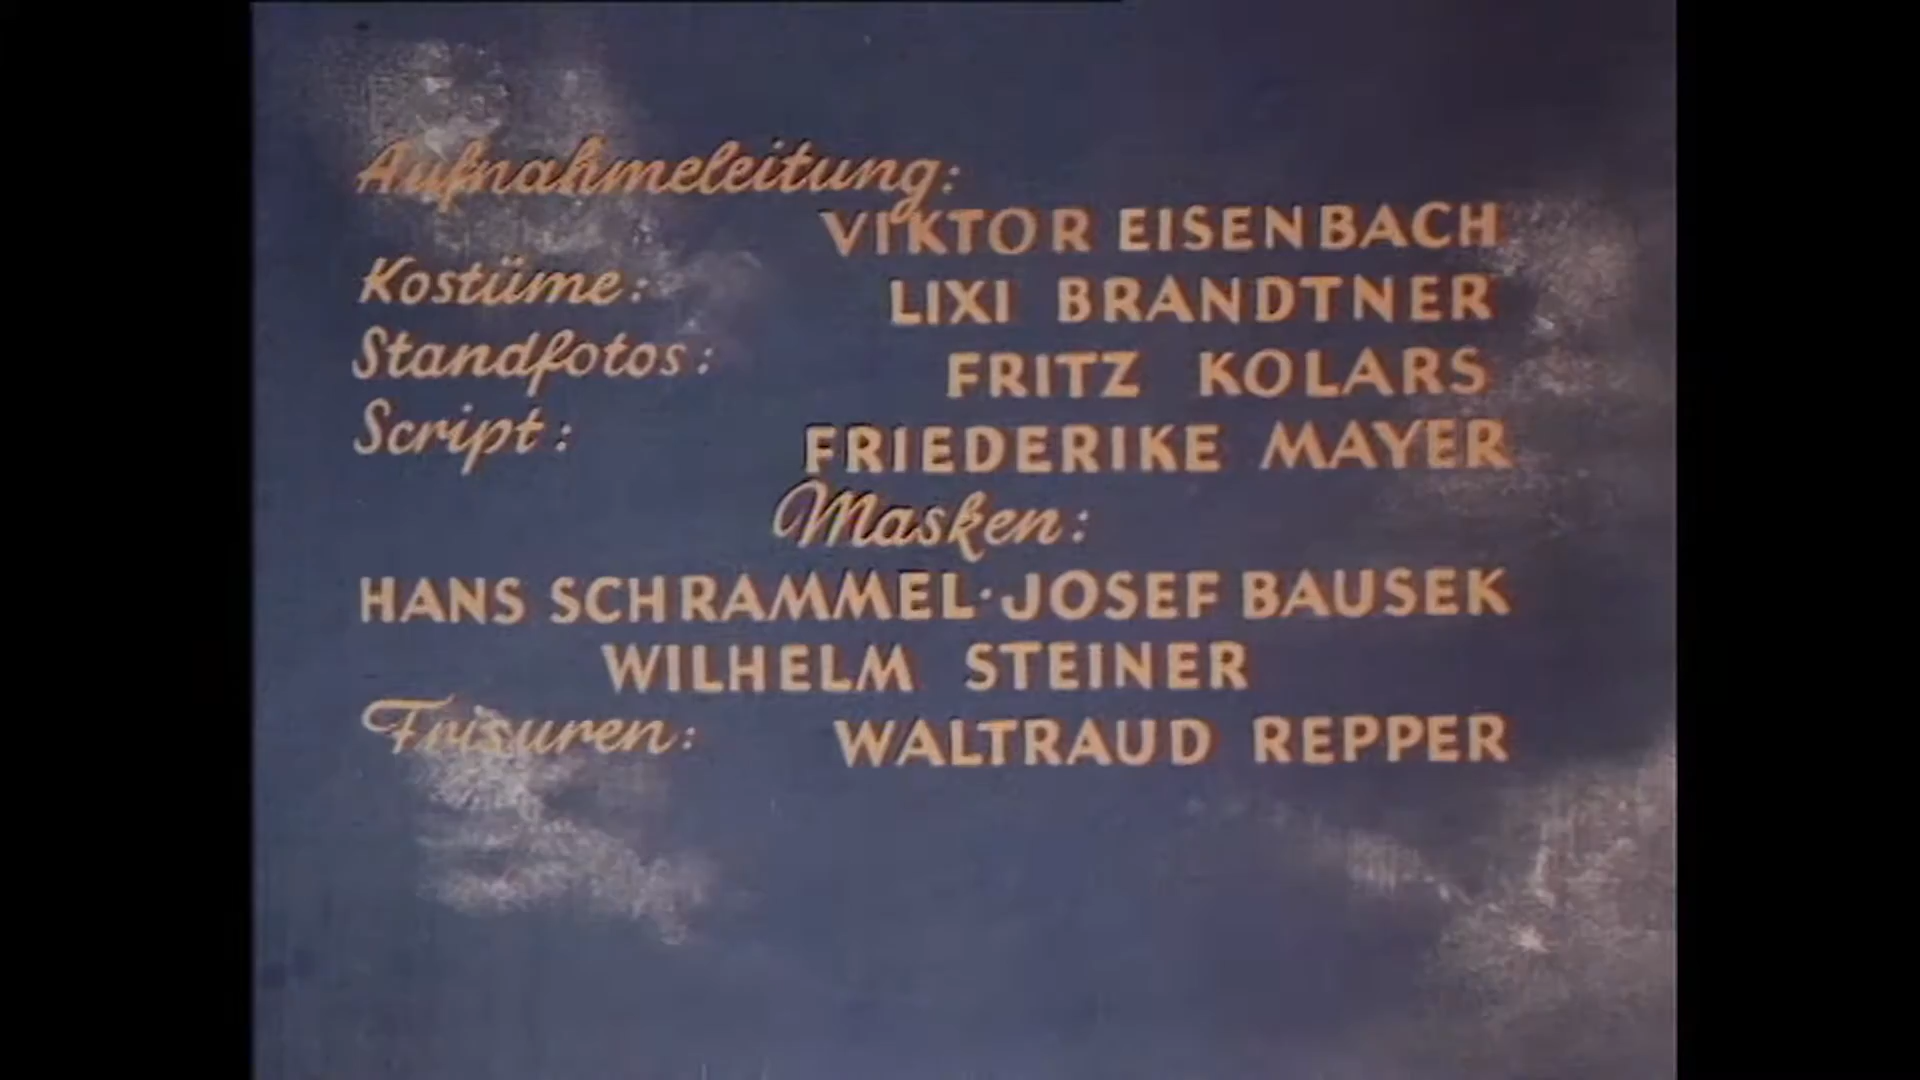 Aufnahmeleitung:
VIKTOR EISENBACH
Kostüme:
LIXI BRANDTNER
Standfotos:
FRITZ KOLARS
Script:
FRIEDERIKE MAYER
Masken:
HANS SCHRAMMEL · JOSEF BAUSEK
WILHELM STEINER
Frisuren: WALTRAUD REPPER